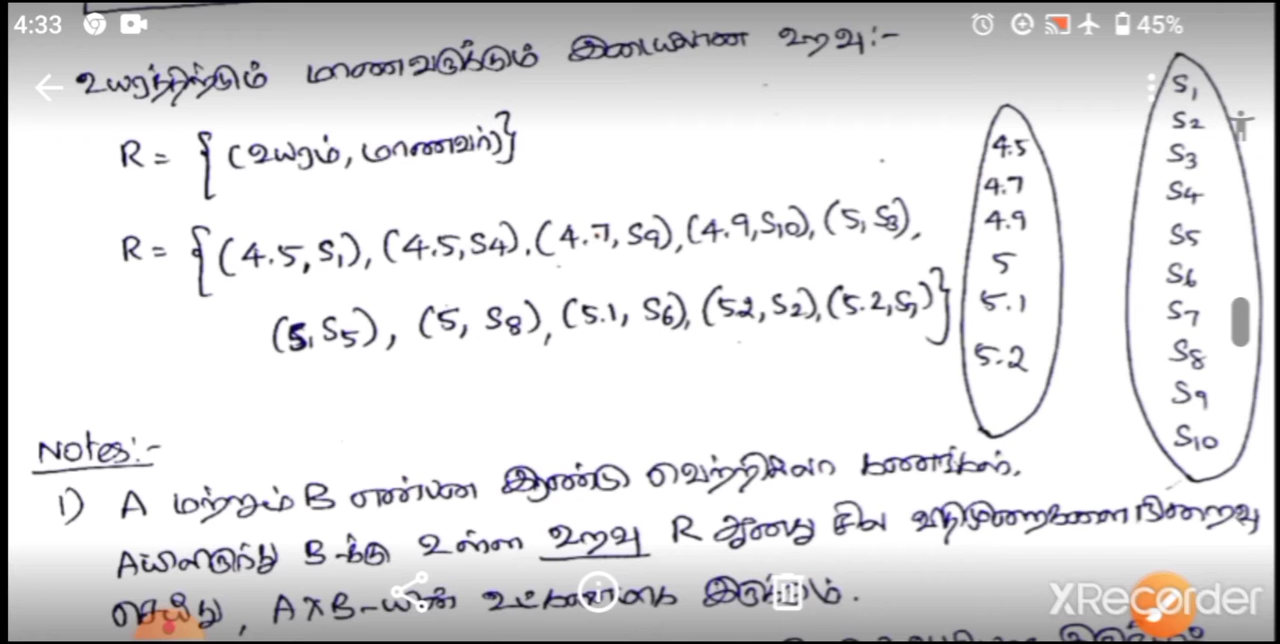 4:33
45%
உயரத்திற்கும் மாணவருக்கும் இடையேயான உறவு:-
R = {(உயரம், மாணவர்)}
R = {(4.5, S1), (4.5, S4), (4.7, S9), (4.9, S10), (5, S3),
(5, S5), (5, S8), (5.1, S6), (5.2, S2), (5.2, S7)}
4.5
4.7
4.9
5
5.1
5.2
S1
S2
S3
S4
S5
S6
S7
S8
S9
S10
Notes:-
1) A மற்றும் B என்பன இரண்டு வெற்றில்லா கணங்கள்.
Aயிலிருந்து B-க்கு உள்ள உறவு R ஆனது சில விதிமுறைகளை நிறைவு
செய்து, AXB-யின் உட்கணமாக இருக்கும்.
XRecorder